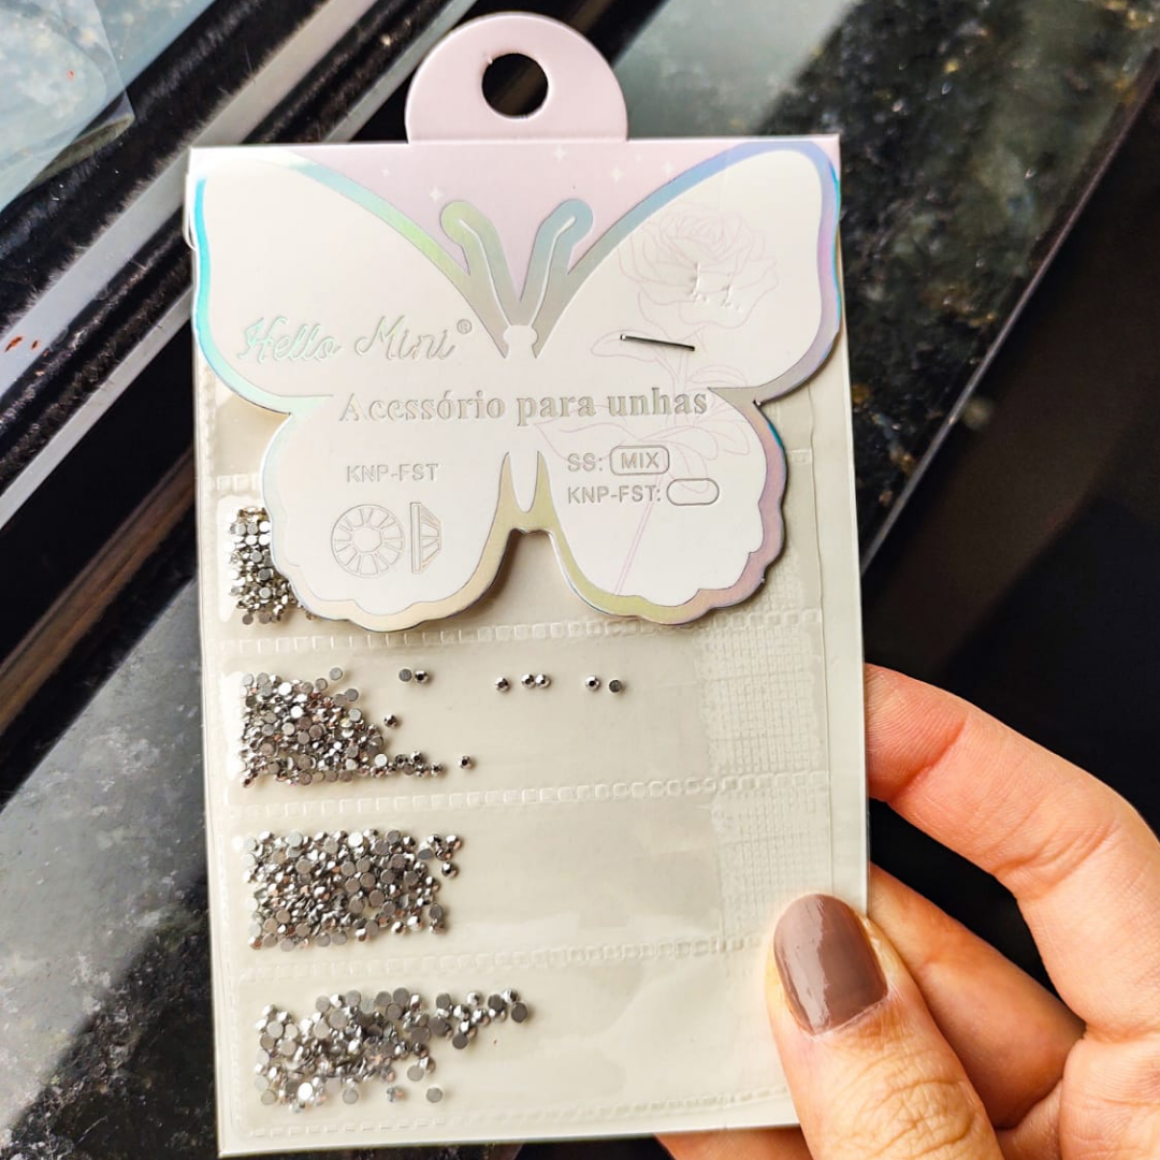 Hello Mini®
Acessório para unhas
KNP-FST
SS: MIX
KNP-FST: